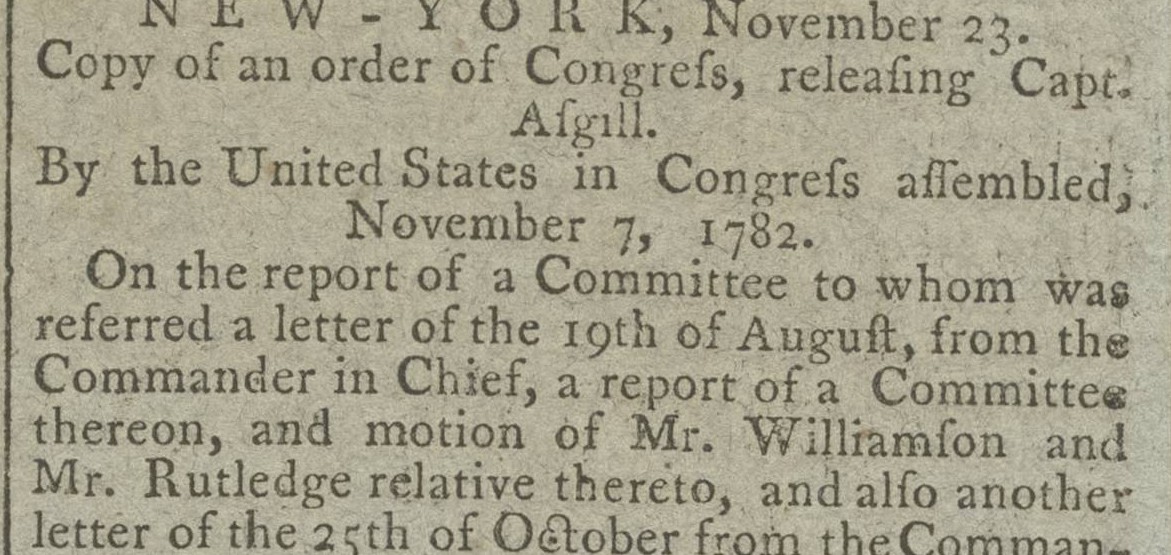 NEW-YORK, November 23.
Copy of an order of Congreſs, releaſing Capt.
Aſgill.
By the United States in Congreſs aſſembled,
November 7, 1782.
On the report of a Committee to whom was
referred a letter of the 19th of Auguſt, from the
Commander in Chief, a report of a Committee
thereon, and motion of Mr. Williamſon and
Mr. Rutledge relative thereto, and alſo another
letter of the 25th of October from the Comman-